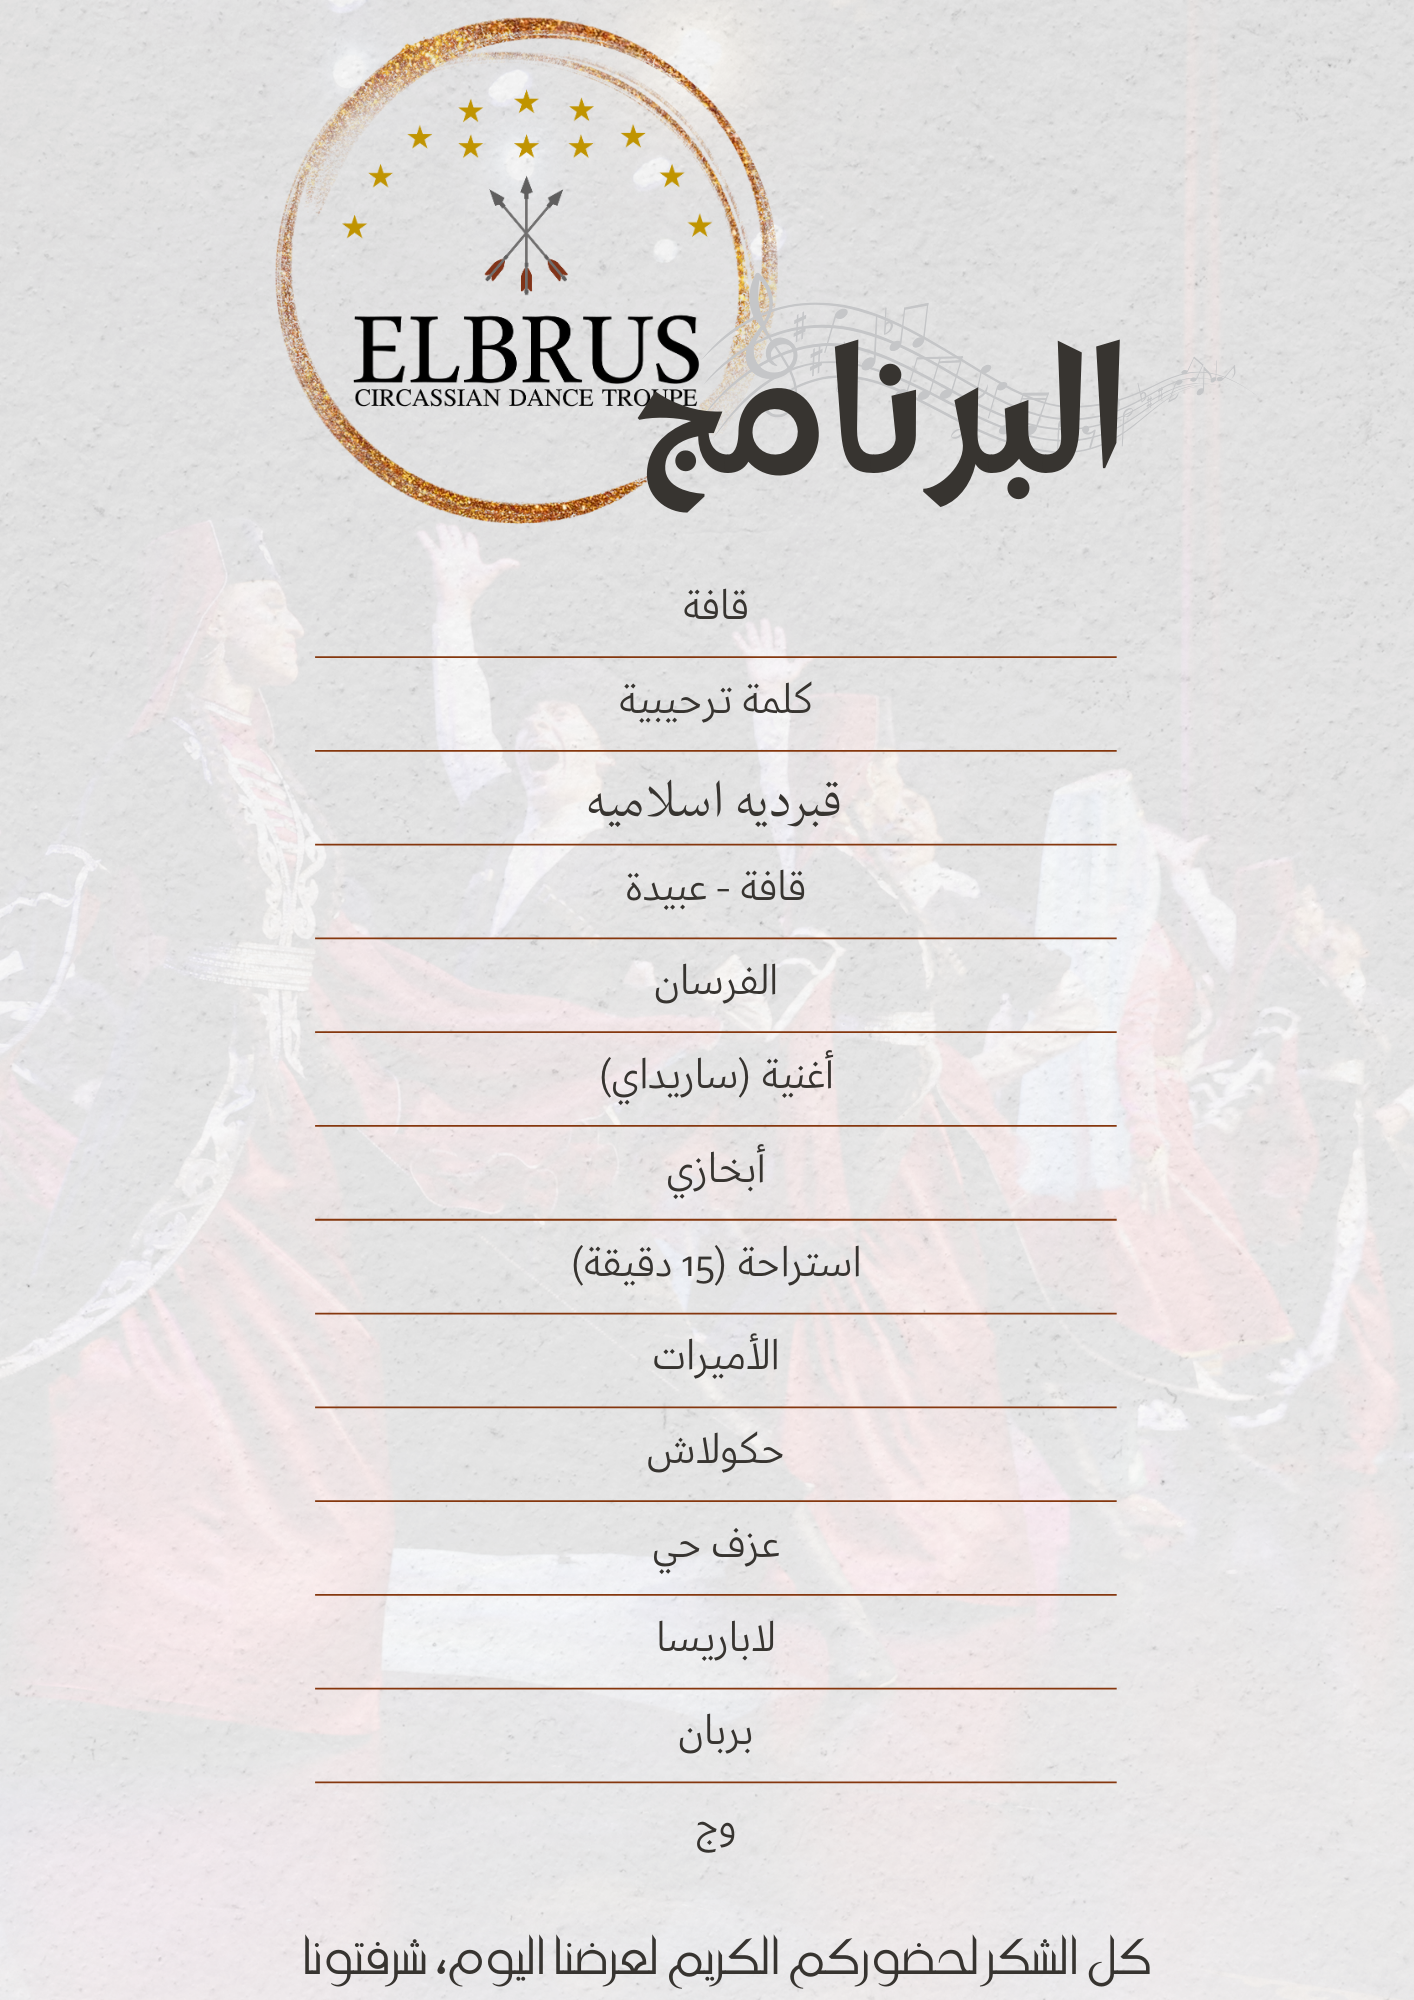 ELBRUS
CIRCASSIAN DANCE TROUPE
البرنامج
قافة
كلمة ترحيبية
قبرديه اسلاميه
قافة - عبيدة
الفرسان
أغنية (ساريداي)
أبخازي
استراحة (15 دقيقة)
الأميرات
حكولاش
عزف حي
لاباريسا
بربان
وج
كل الشكر لحضوركم الكريم لعرضنا اليوم، شرفتونا